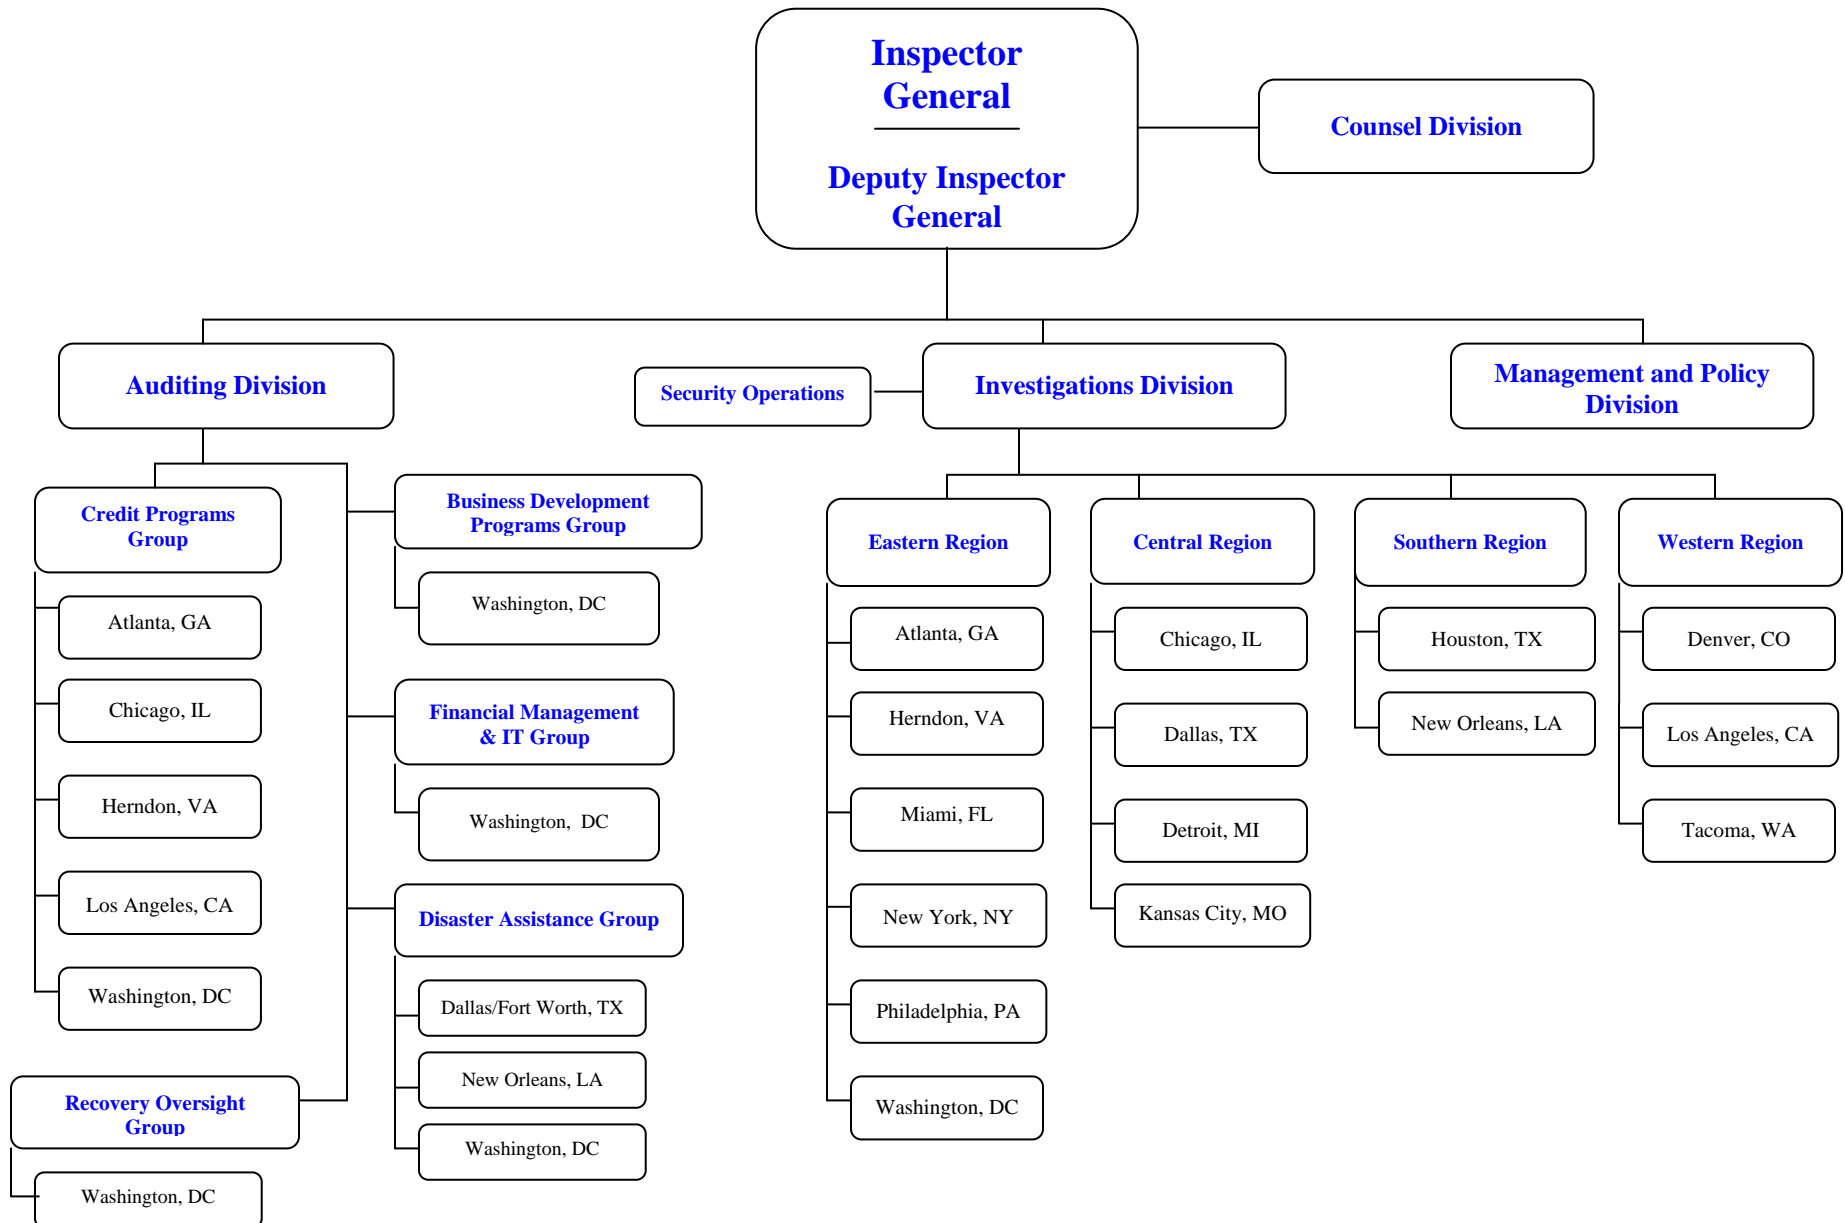 Inspector
General
Deputy Inspector
General
Counsel Division
Auditing Division
Security Operations
Investigations Division
Management and Policy
Division
Credit Programs
Group
Atlanta, GA
Chicago, IL
Herndon, VA
Los Angeles, CA
Washington, DC
Recovery Oversight
Group
Washington, DC
Business Development
Programs Group
Washington, DC
Financial Management
& IT Group
Washington, DC
Disaster Assistance Group
Dallas/Fort Worth, TX
New Orleans, LA
Washington, DC
Eastern Region
Atlanta, GA
Herndon, VA
Miami, FL
New York, NY
Philadelphia, PA
Washington, DC
Central Region
Chicago, IL
Dallas, TX
Detroit, MI
Kansas City, MO
Southern Region
Houston, TX
New Orleans, LA
Western Region
Denver, CO
Los Angeles, CA
Tacoma, WA